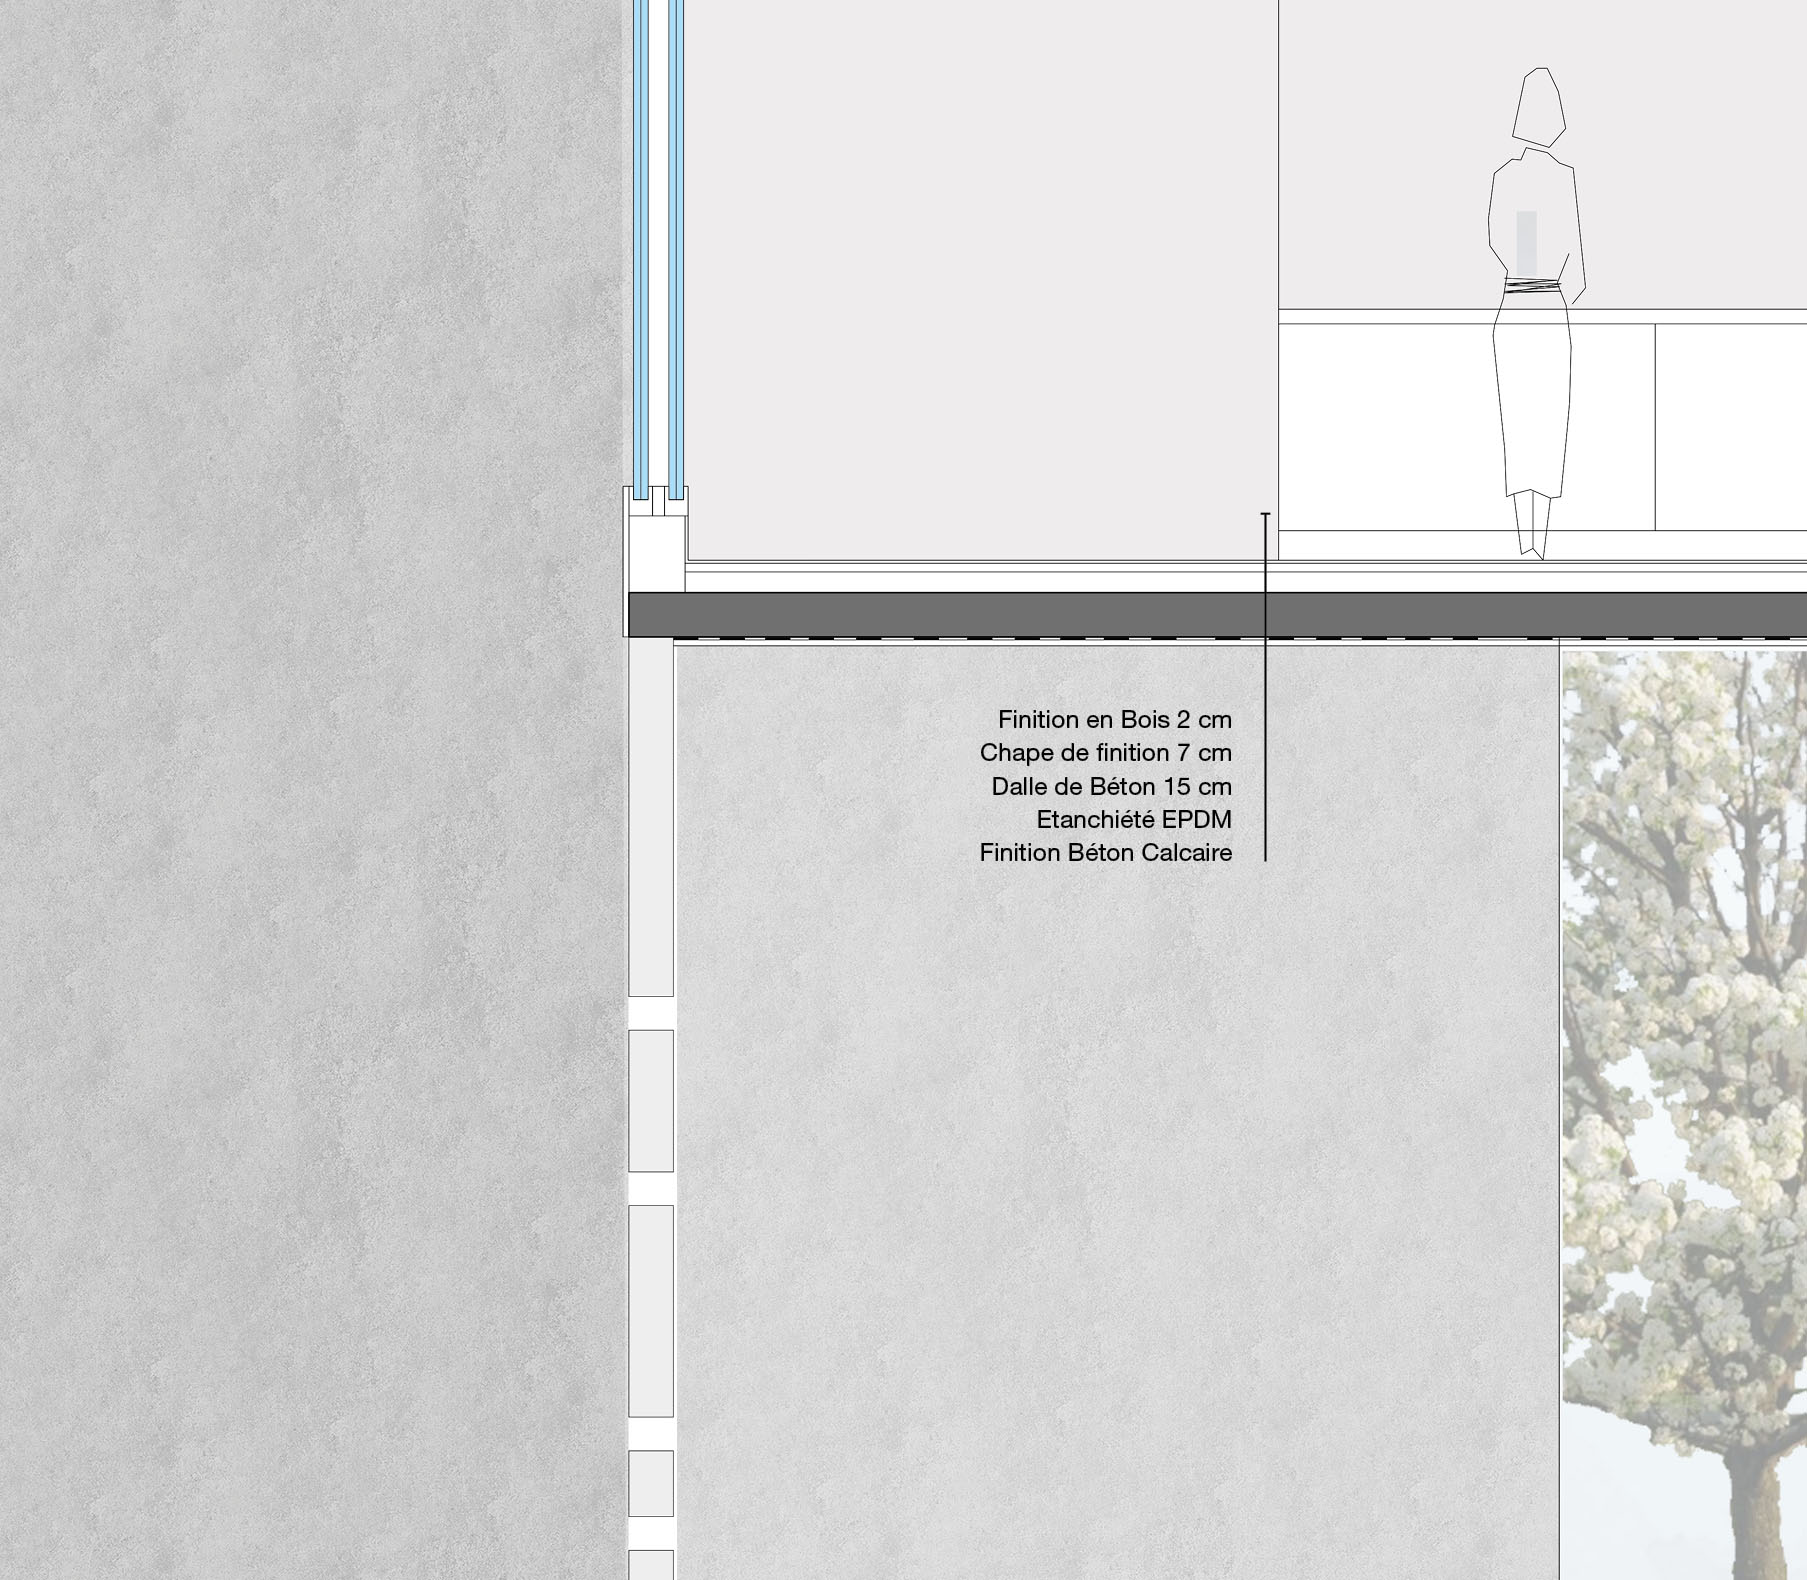 Finition en Bois 2 cm
Chape de finition 7 cm
Dalle de Béton 15 cm
Etanchiété EPDM
Finition Béton Calcaire